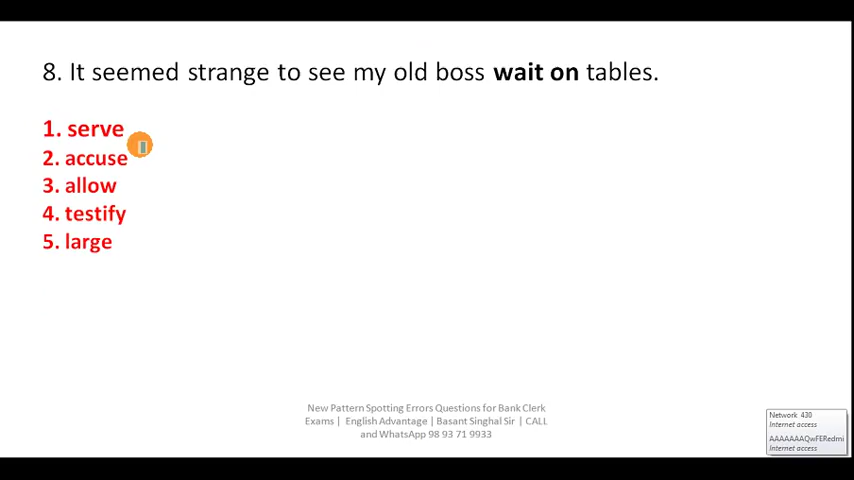 8. It seemed strange to see my old boss wait on tables.
1. serve
2. accuse
3. allow
4. testify
5. large
New Pattern Spotting Errors Questions for Bank Clerk
Exams | English Advantage | Basant Singhal Sir | CALL
and WhatsApp 98 93 71 9933
Network 430
Internet access
AAAAAAAQwFERedmi
Internet access